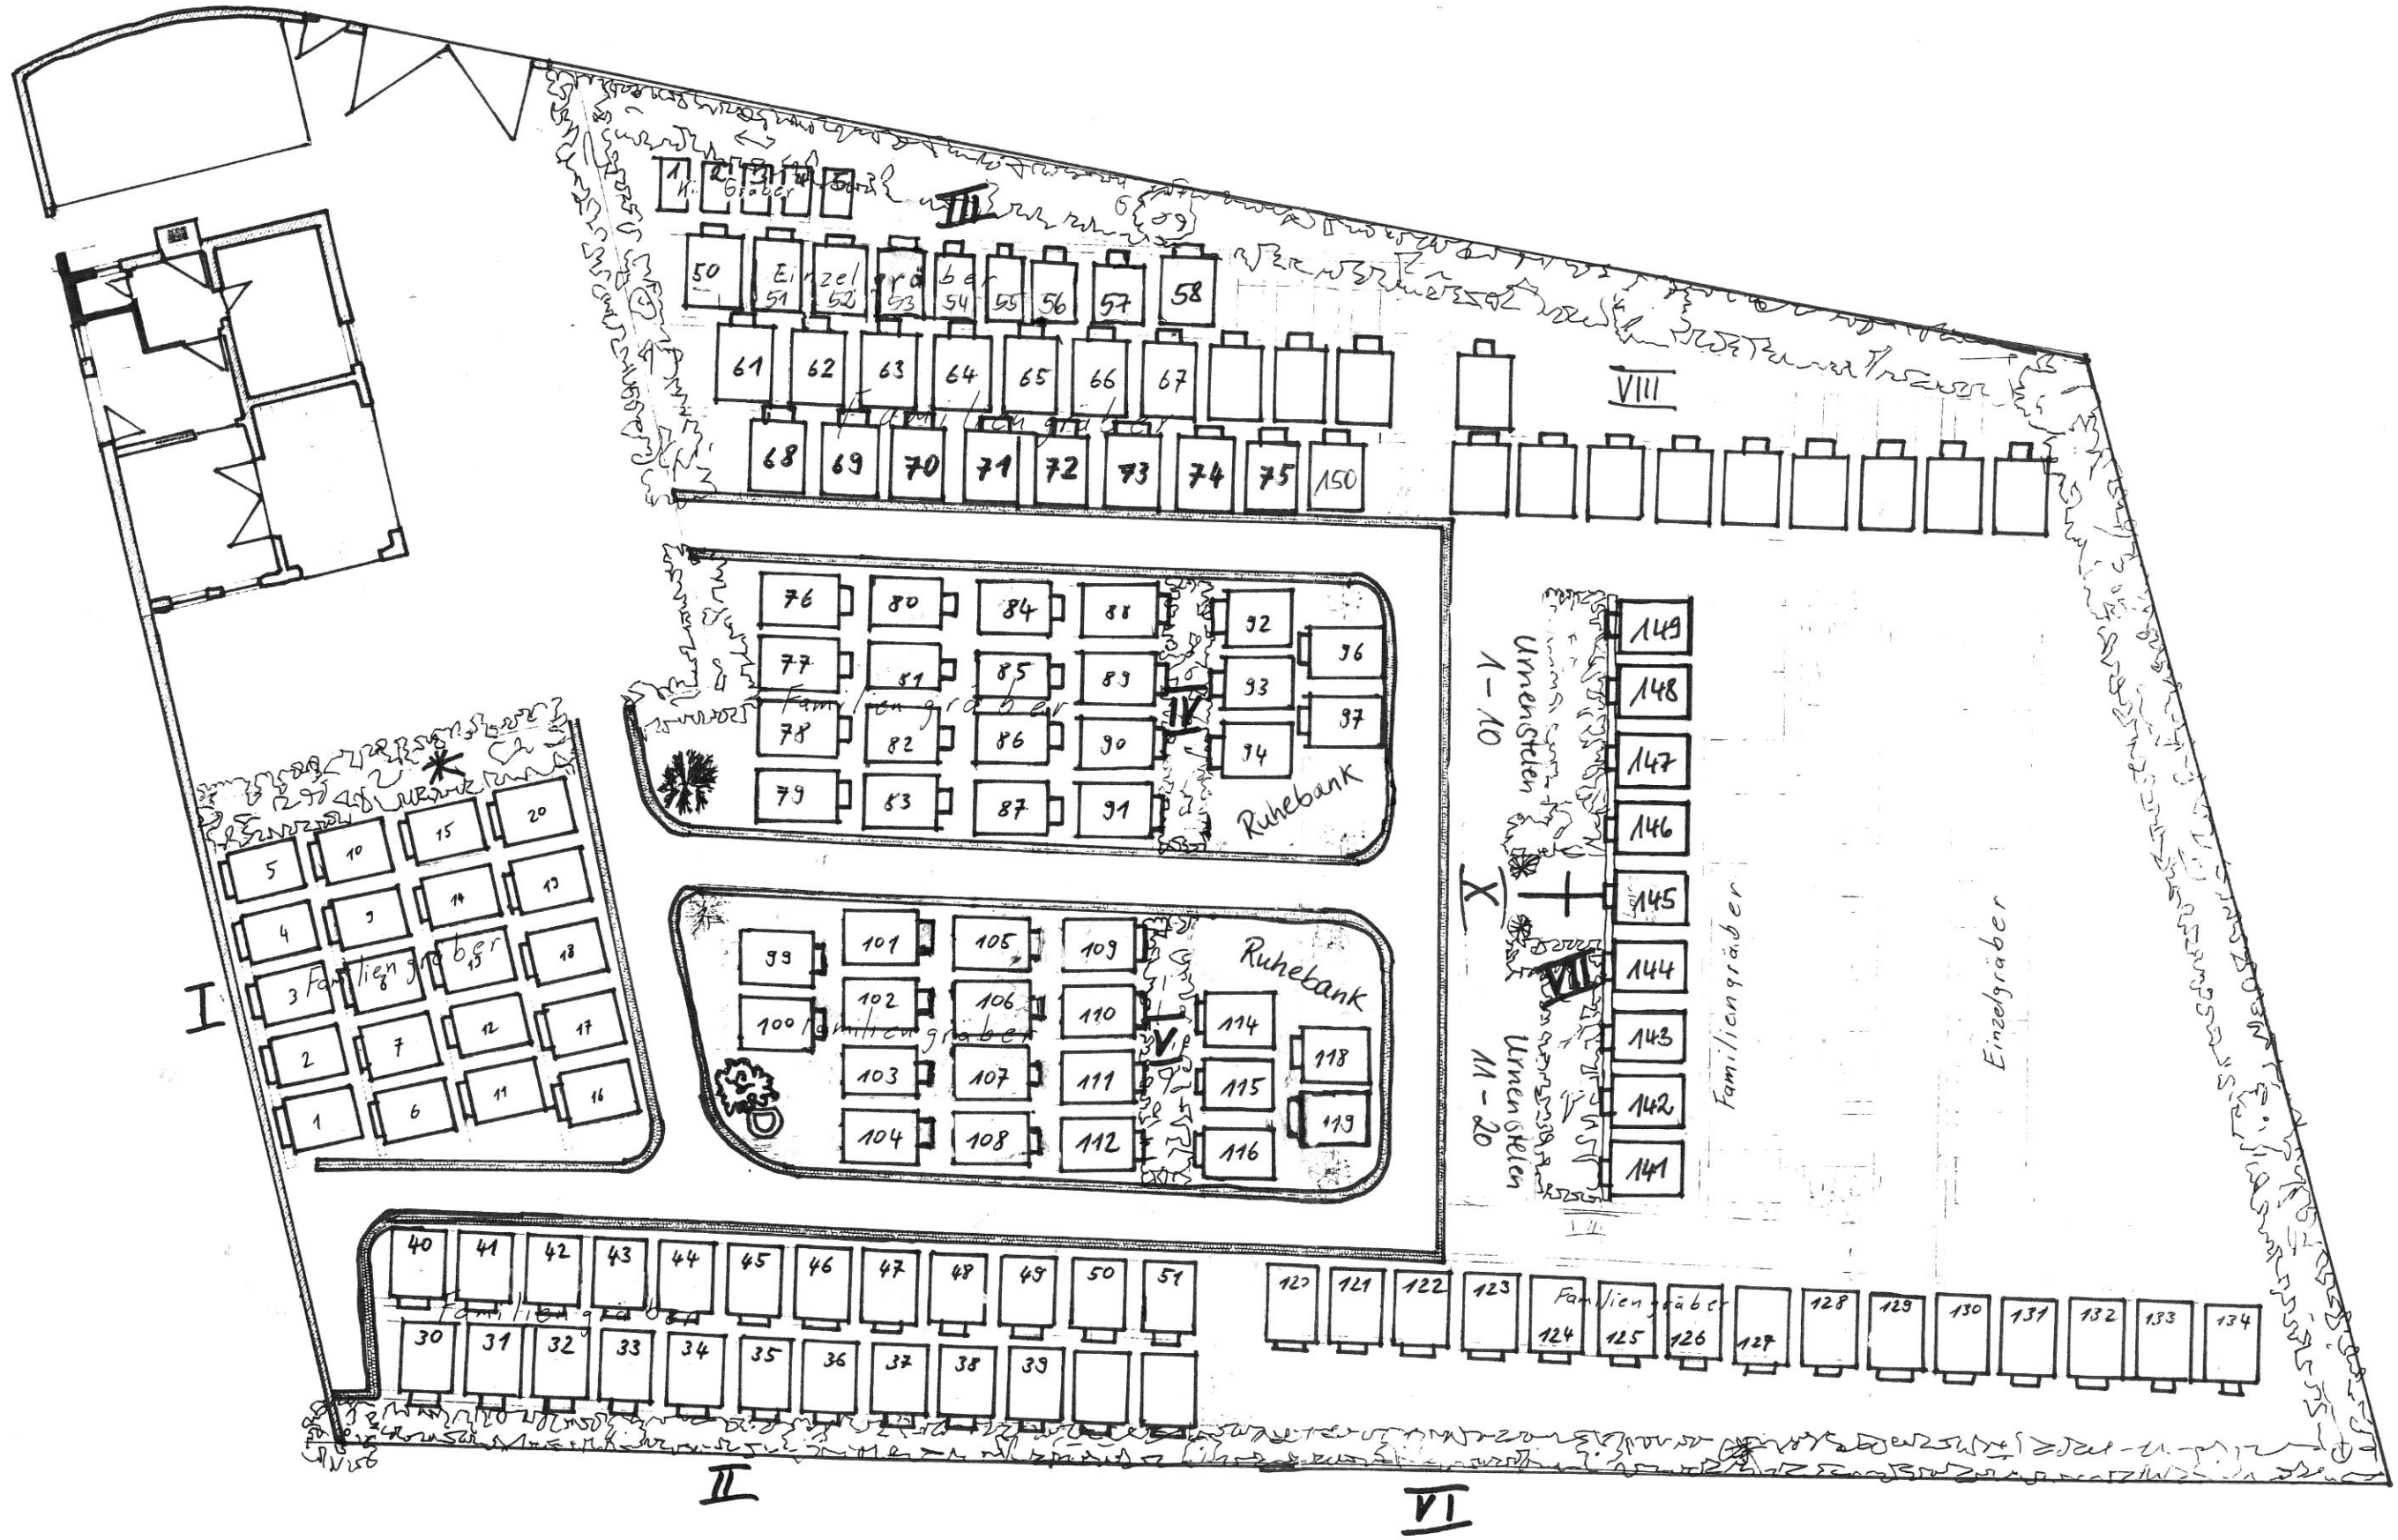 1 2 3 4 5
Ki. Gräber
III
50 51 52 53 54 55 56 57 58
Einzelgräber
61 62 63 64 65 66 67
VIII
Familiengräber
68 69 70 71 72 73 74 75 150
76 80 84 88 92 96
77 81 85 89 93 97
Familiengräber
IV
78 82 86 90 94
79 83 87 91
Ruhebank
5 10 15 20
4 9 14 19
3 8 13 18
Familiengräber
I
2 7 12 17
1 6 11 16
99 101 105 109
Ruhebank
100 102 106 110 114 118
Familiengräber
V
103 107 111 115 119
104 108 112 116
Urnenstelen
1-10
X
VII
Urnenstelen
11-20
149
148
147
146
145
144
143
142
141
Familiengräber
Einzelgräber
40 41 42 43 44 45 46 47 48 49 50 51
Familiengräber
30 31 32 33 34 35 36 37 38 39
II
120 121 122 123 124 125 126 127 128 129 130 131 132 133 134
Familiengräber
VI